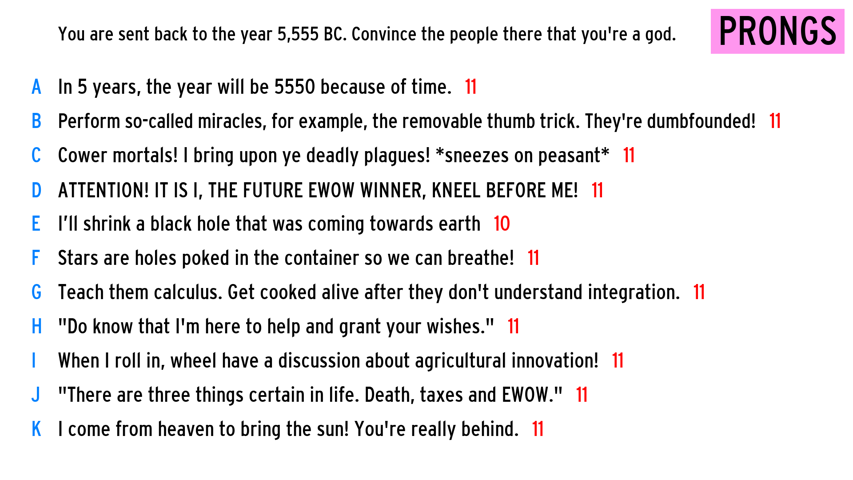 You are sent back to the year 5,555 BC. Convince the people there that you're a god.
PRONGS
A In 5 years, the year will be 5550 because of time. 11
B Perform so-called miracles, for example, the removable thumb trick. They're dumbfounded! 11
C Cower mortals! I bring upon ye deadly plagues! *sneezes on peasant* 11
D ATTENTION! IT IS I, THE FUTURE EWOW WINNER, KNEEL BEFORE ME! 11
E I’ll shrink a black hole that was coming towards earth 10
F Stars are holes poked in the container so we can breathe! 11
G Teach them calculus. Get cooked alive after they don't understand integration. 11
H "Do know that I'm here to help and grant your wishes." 11
I When I roll in, wheel have a discussion about agricultural innovation! 11
J "There are three things certain in life. Death, taxes and EWOW." 11
K I come from heaven to bring the sun! You're really behind. 11